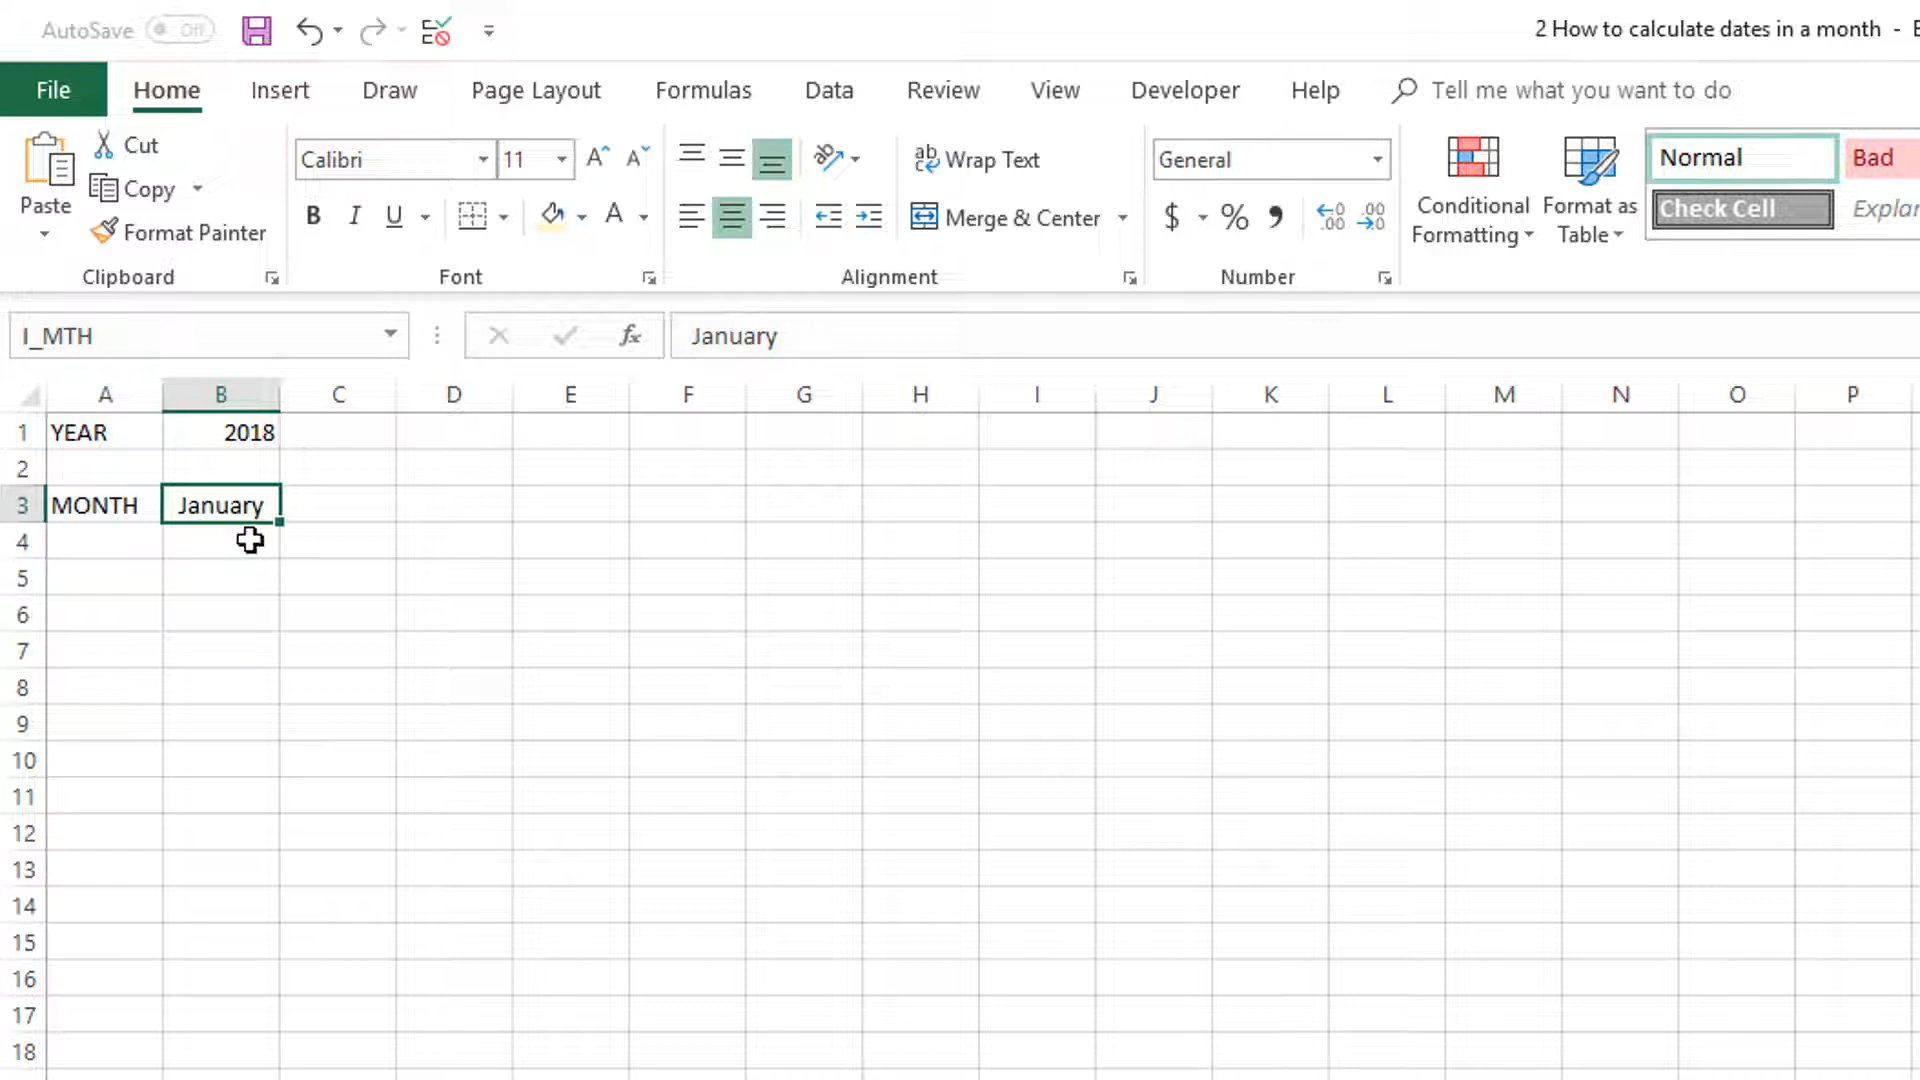 AutoSave Off
2 How to calculate dates in a month - E
File Home Insert Draw Page Layout Formulas Data Review View Developer Help Tell me what you want to do
Paste
Cut
Copy
Format Painter
Clipboard
Calibri 11
B I U A
Font
ab Wrap Text
Merge & Center
Alignment
General
$ % ,
Number
Conditional Formatting
Format as Table
Normal Bad
Check Cell Explan
I_MTH fx January
A B C D E F G H I J K L M N O P
1 YEAR 2018
2
3 MONTH January
4
5
6
7
8
9
10
11
12
13
14
15
16
17
18